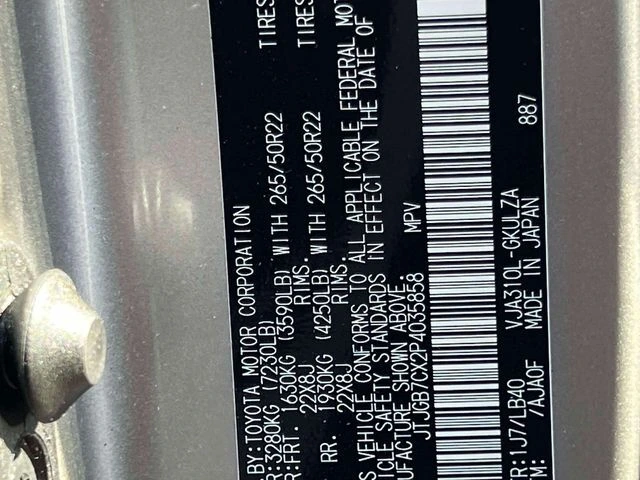 BY:TOYOTA MOTOR CORPORATION
R:3280KG (7230LB)
R:FRT. 1630KG (3590LB) WITH 265/50R22 TIRES
22X8J RIMS.
RR. 1930KG (4250LB) WITH 265/50R22 TIRES
22X8J RIMS.
S VEHICLE CONFORMS TO ALL APPLICABLE FEDERAL MOT
ICLE SAFETY STANDARDS IN EFFECT ON THE DATE OF
UFACTURE SHOWN ABOVE.
JTJGB7CX2P4035858 MPV
TR:1J7/LB40 VJA310L-GKULZA 887
TM: /AJA0F MADE IN JAPAN